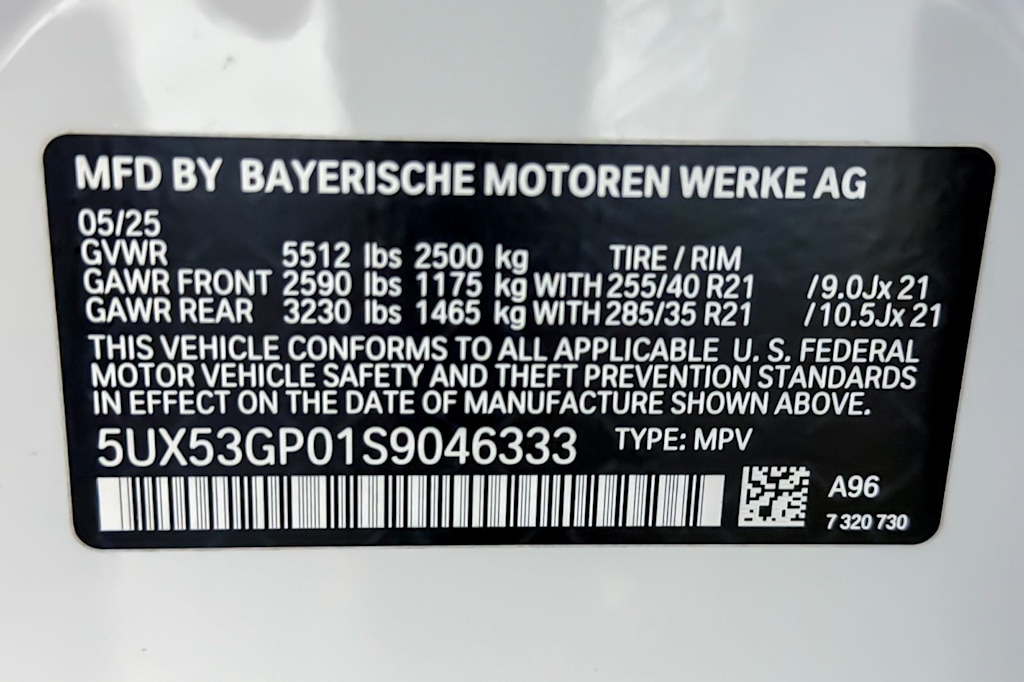 MFD BY BAYERISCHE MOTOREN WERKE AG
05/25
GVWR 5512 lbs 2500 kg TIRE / RIM
GAWR FRONT 2590 lbs 1175 kg WITH 255/40 R21 / 9.0Jx 21
GAWR REAR 3230 lbs 1465 kg WITH 285/35 R21 / 10.5Jx 21
THIS VEHICLE CONFORMS TO ALL APPLICABLE U. S. FEDERAL
MOTOR VEHICLE SAFETY AND THEFT PREVENTION STANDARDS
IN EFFECT ON THE DATE OF MANUFACTURE SHOWN ABOVE.
5UX53GP01S9046333 TYPE: MPV
A96
7 320 730